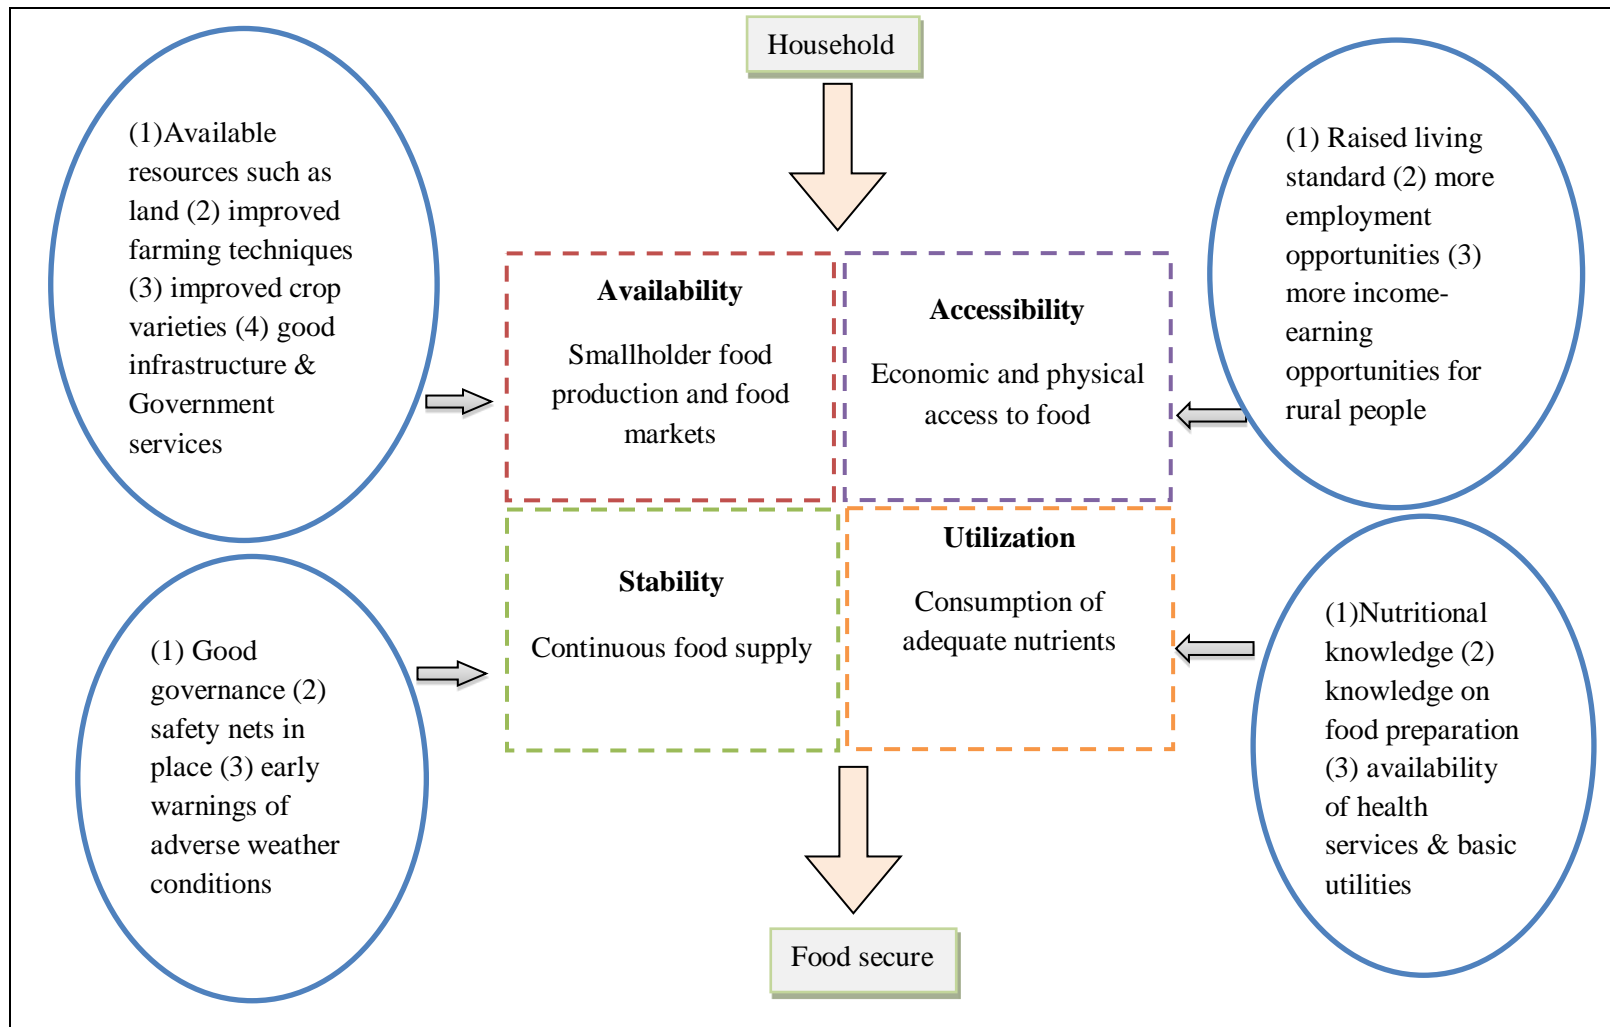 Household
(1)Available
resources such as
land (2) improved
farming techniques
(3) improved crop
varieties (4) good
infrastructure &
Government
services
Availability
Smallholder food
production and food
markets
Accessibility
Economic and physical
access to food
(1) Raised living
standard (2) more
employment
opportunities (3)
more income-
earning
opportunities for
rural people
(1) Good
governance (2)
safety nets in
place (3) early
warnings of
adverse weather
conditions
Stability
Continuous food supply
Utilization
Consumption of
adequate nutrients
(1)Nutritional
knowledge (2)
knowledge on
food preparation
(3) availability
of health
services & basic
utilities
Food secure